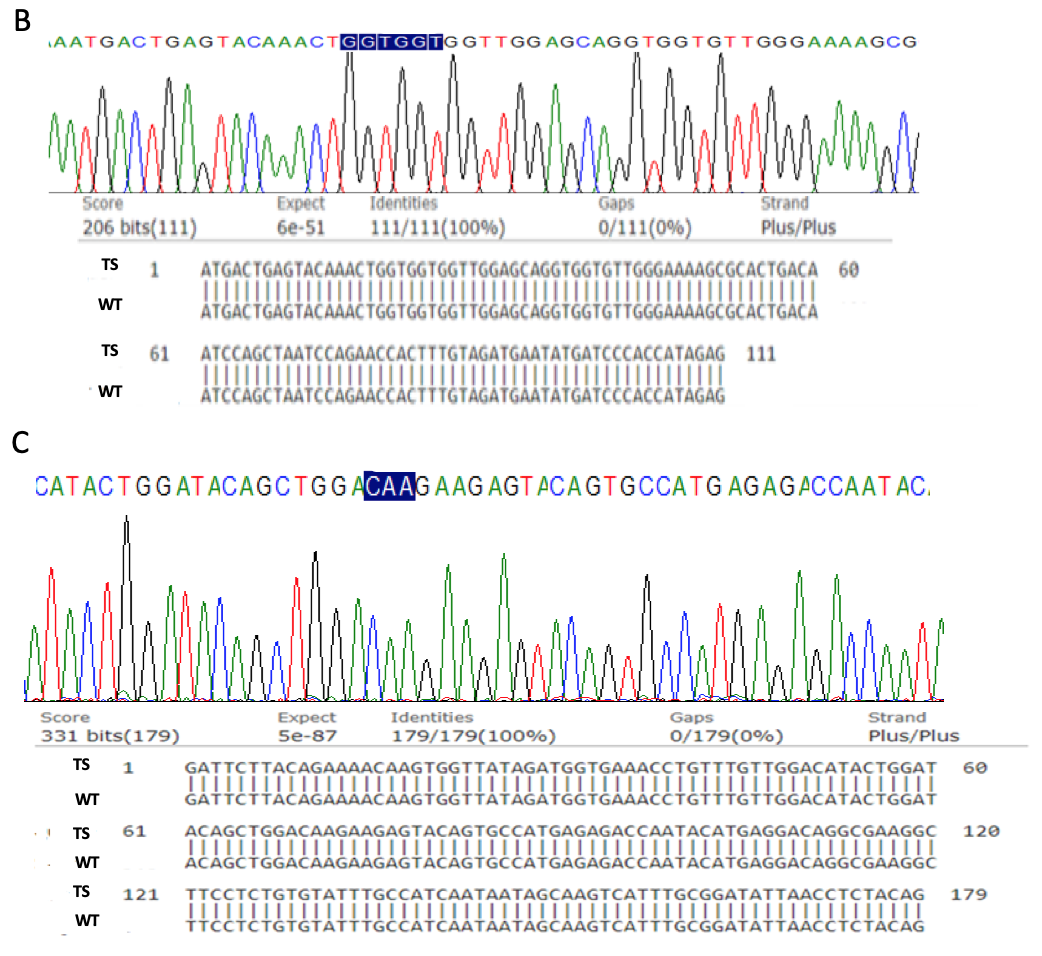 B
AATGACTGAGTACAAACTGGTGGTGGTTGGAGCAGGTGGTGTTGGGAAAAGCG
Score Expect Identities Gaps Strand
206 bits(111) 6e-51 111/111(100%) 0/111(0%) Plus/Plus
TS 1 ATGACTGAGTACAAACTGGTGGTGGTTGGAGCAGGTGGTGTTGGGAAAAGCGCACTGACA 60
WT ATGACTGAGTACAAACTGGTGGTGGTTGGAGCAGGTGGTGTTGGGAAAAGCGCACTGACA
TS 61 ATCCAGCTAATCCAGAACCACTTTGTAGATGAATATGATCCCACCATAGAG 111
WT ATCCAGCTAATCCAGAACCACTTTGTAGATGAATATGATCCCACCATAGAG
C
CATACTGGATACAGCTGGACAAGAAGAGTACAGTGCCATGAGAGACCAATAC
Score Expect Identities Gaps Strand
331 bits(179) 5e-87 179/179(100%) 0/179(0%) Plus/Plus
TS 1 GATTCTTACAGAAAACAAGTGGTTATAGATGGTGAAACCTGTTTGTTGGACATACTGGAT 60
WT GATTCTTACAGAAAACAAGTGGTTATAGATGGTGAAACCTGTTTGTTGGACATACTGGAT
TS 61 ACAGCTGGACAAGAAGAGTACAGTGCCATGAGAGACCAATACATGAGGACAGGCGAAGGC 120
WT ACAGCTGGACAAGAAGAGTACAGTGCCATGAGAGACCAATACATGAGGACAGGCGAAGGC
TS 121 TTCCTCTGTGTATTTGCCATCAATAATAGCAAGTCATTTGCGGATATTAACCTCTACAG 179
WT TTCCTCTGTGTATTTGCCATCAATAATAGCAAGTCATTTGCGGATATTAACCTCTACAG